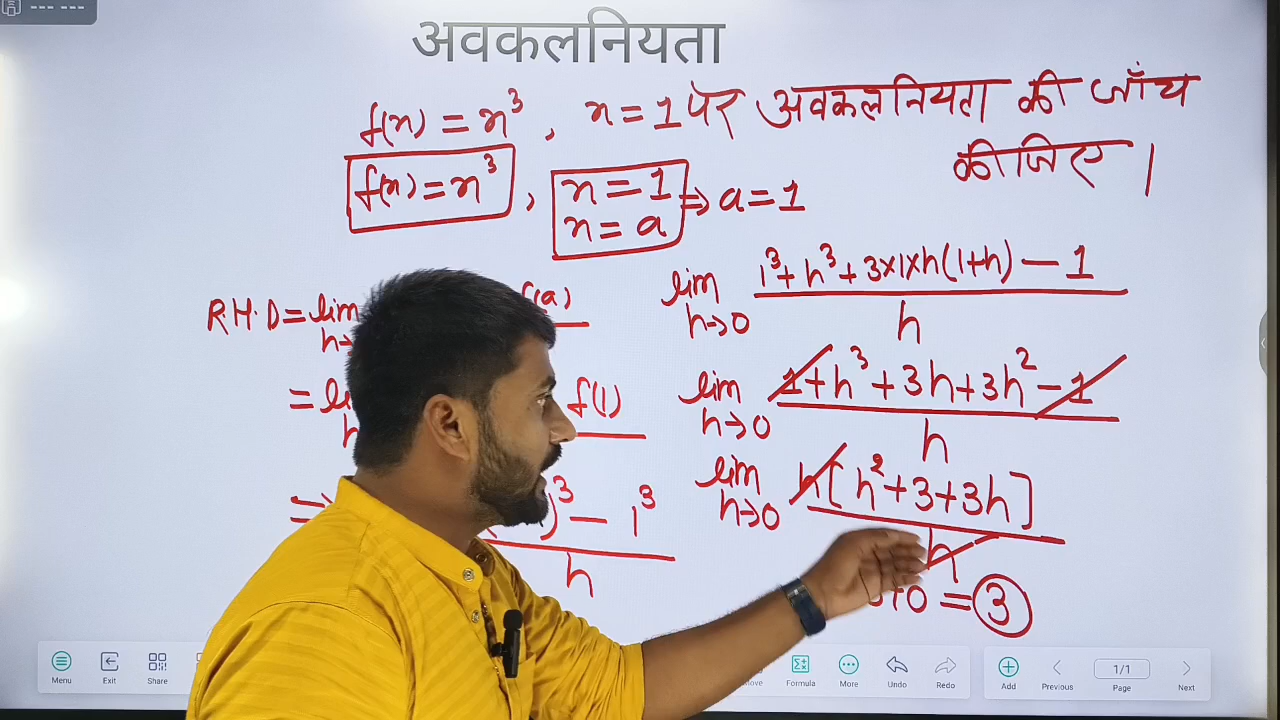 अवकलनियता
f(x) = x³, x = 1 पर अवकलनियता की जाँच
कीजिए।
f(x) = x³, x = 1 ⇒ a = 1
x = a
R.H.D = lim f(a)
h→
= lim f(1)
h
⇒ )³ − 1³
h
lim 1³ + h³ + 3×1×h(1+h) − 1
h→0 h
lim 1 + h³ + 3h + 3h² − 1
h→0 h
lim h[h² + 3 + 3h]
h→0 h
+0 = 3
Menu Exit Share Formula More Undo Redo Add Previous 1/1 Page Next